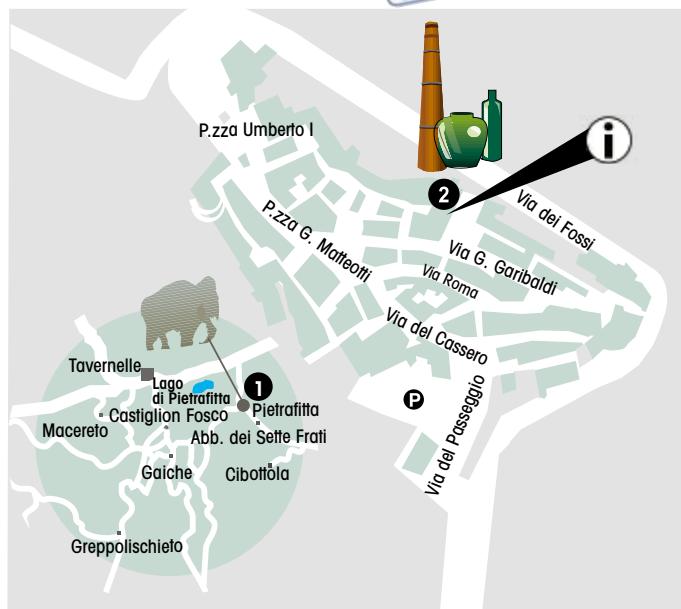 P.zza Umberto I
i
2
Via dei Fossi
P.zza G. Matteotti
Via G. Garibaldi
Via Roma
Via del Cassero
P
Via del Passeggio
Tavernelle
Lago
di Pietrafitta
1
Castiglion Fosco
Pietrafitta
Macereto
Abb. dei Sette Frati
Gaiche
Cibottola
Greppolischieto